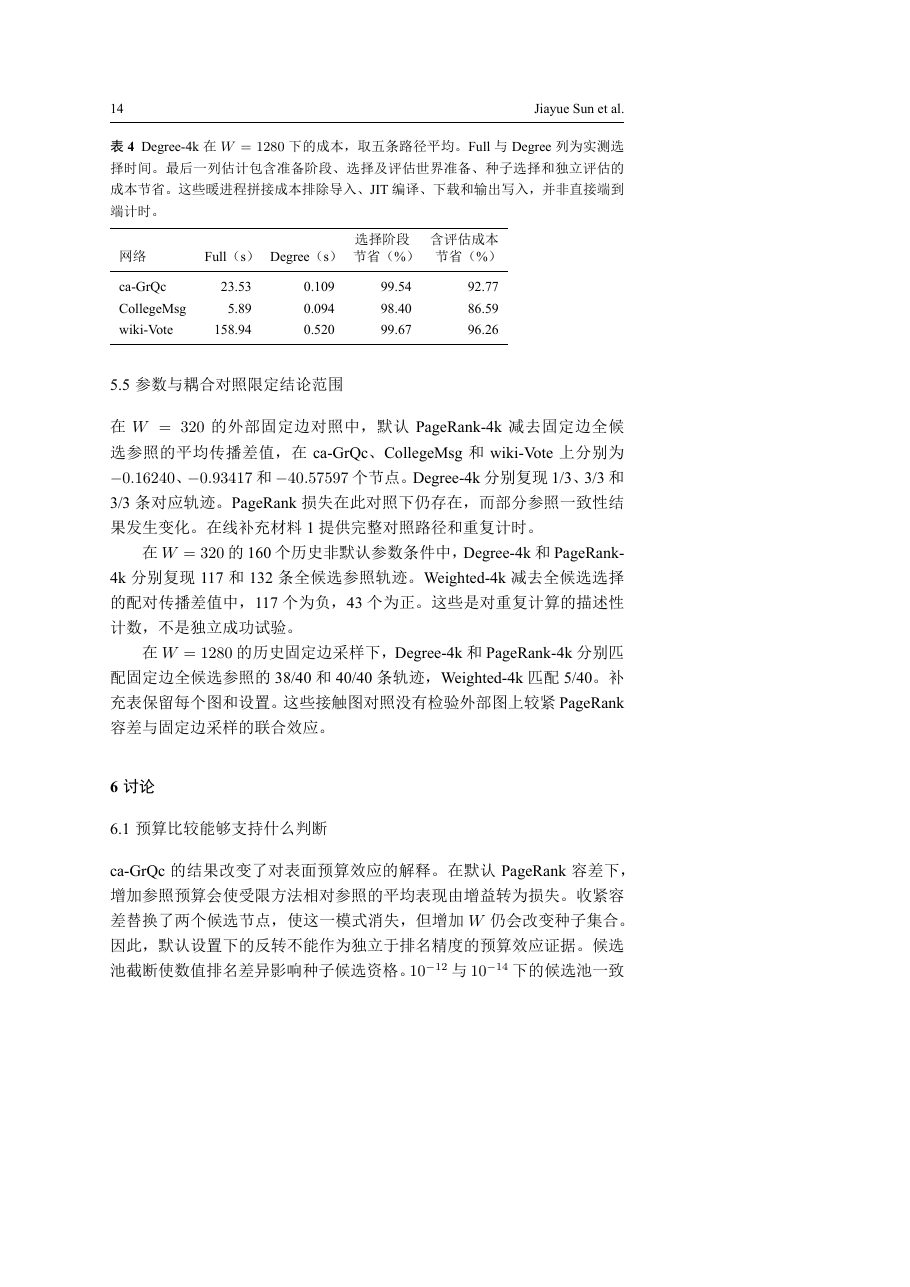 14
Jiayue Sun et al.
表 4 Degree-4k 在 W = 1280 下的成本，取五条路径平均。Full 与 Degree 列为实测选
择时间。最后一列估计包含准备阶段、选择及评估世界准备、种子选择和独立评估的
成本节省。这些暖进程拼接成本排除导入、JIT 编译、下载和输出写入，并非直接端到
端计时。
选择阶段 含评估成本
网络 Full（s） Degree（s） 节省（%） 节省（%）
ca-GrQc 23.53 0.109 99.54 92.77
CollegeMsg 5.89 0.094 98.40 86.59
wiki-Vote 158.94 0.520 99.67 96.26
5.5 参数与耦合对照限定结论范围
在 W = 320 的外部固定边对照中，默认 PageRank-4k 减去固定边全候
选参照的平均传播差值，在 ca-GrQc、CollegeMsg 和 wiki-Vote 上分别为
−0.16240、−0.93417 和 −40.57597 个节点。Degree-4k 分别复现 1/3、3/3 和
3/3 条对应轨迹。PageRank 损失在此对照下仍存在，而部分参照一致性结
果发生变化。在线补充材料 1 提供完整对照路径和重复计时。
在 W = 320 的 160 个历史非默认参数条件中，Degree-4k 和 PageRank-
4k 分别复现 117 和 132 条全候选参照轨迹。Weighted-4k 减去全候选选择
的配对传播差值中，117 个为负，43 个为正。这些是对重复计算的描述性
计数，不是独立成功试验。
在 W = 1280 的历史固定边采样下，Degree-4k 和 PageRank-4k 分别匹
配固定边全候选参照的 38/40 和 40/40 条轨迹，Weighted-4k 匹配 5/40。补
充表保留每个图和设置。这些接触图对照没有检验外部图上较紧 PageRank
容差与固定边采样的联合效应。
6 讨论
6.1 预算比较能够支持什么判断
ca-GrQc 的结果改变了对表面预算效应的解释。在默认 PageRank 容差下，
增加参照预算会使受限方法相对参照的平均表现由增益转为损失。收紧容
差替换了两个候选节点，使这一模式消失，但增加 W 仍会改变种子集合。
因此，默认设置下的反转不能作为独立于排名精度的预算效应证据。候选
池截断使数值排名差异影响种子候选资格。10⁻¹² 与 10⁻¹⁴ 下的候选池一致